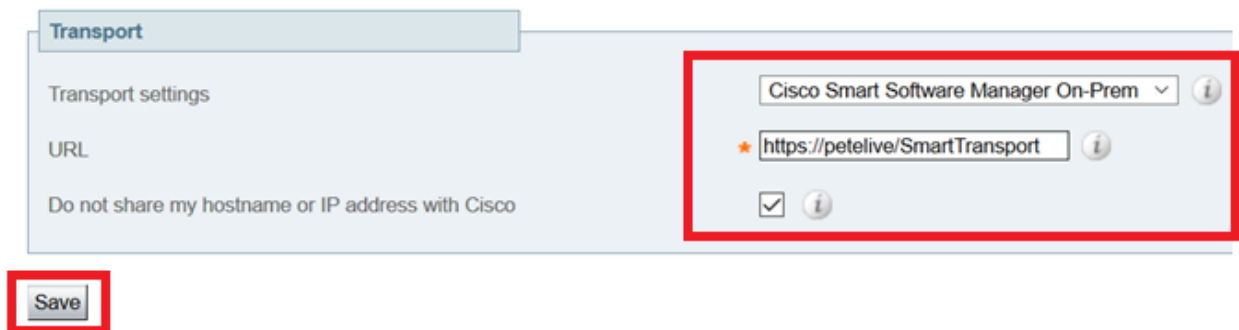 Transport
Transport settings
Cisco Smart Software Manager On-Prem
i
URL
* https://petelive/SmartTransport
i
Do not share my hostname or IP address with Cisco
i
Save